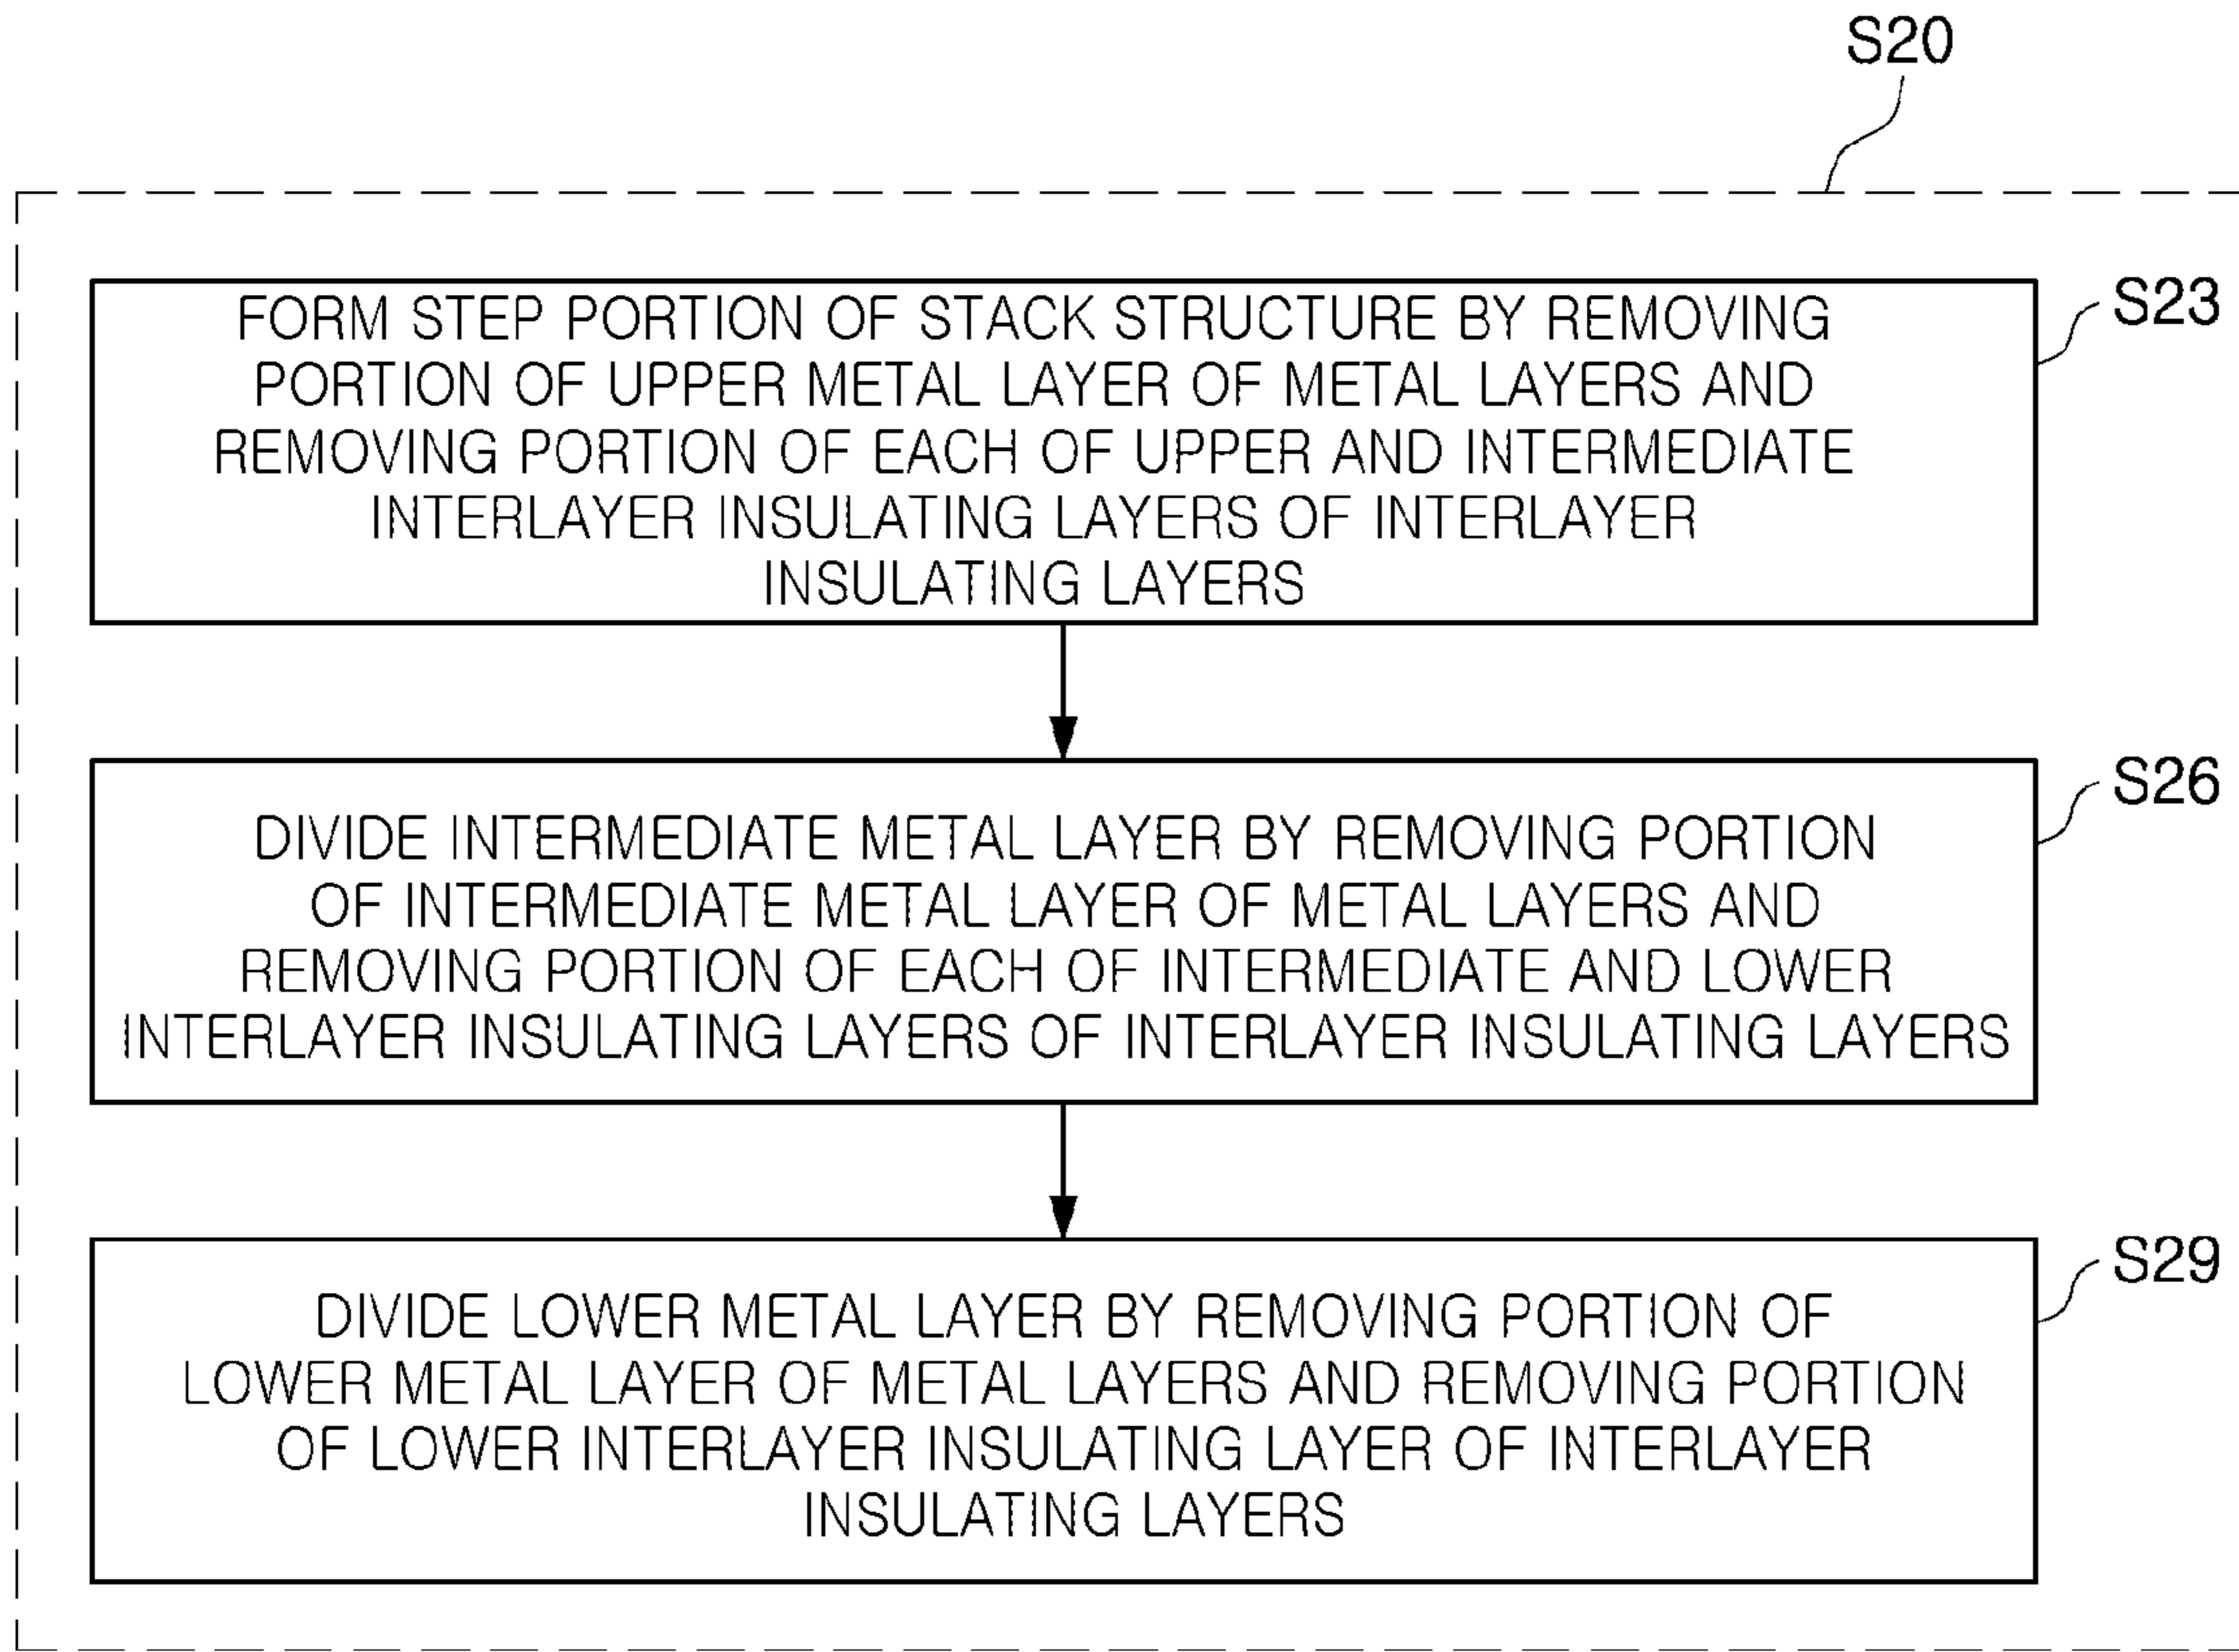 S20
FORM STEP PORTION OF STACK STRUCTURE BY REMOVING
PORTION OF UPPER METAL LAYER OF METAL LAYERS AND
REMOVING PORTION OF EACH OF UPPER AND INTERMEDIATE
INTERLAYER INSULATING LAYERS OF INTERLAYER
INSULATING LAYERS
S23
DIVIDE INTERMEDIATE METAL LAYER BY REMOVING PORTION
OF INTERMEDIATE METAL LAYER OF METAL LAYERS AND
REMOVING PORTION OF EACH OF INTERMEDIATE AND LOWER
INTERLAYER INSULATING LAYERS OF INTERLAYER INSULATING LAYERS
S26
DIVIDE LOWER METAL LAYER BY REMOVING PORTION OF
LOWER METAL LAYER OF METAL LAYERS AND REMOVING PORTION
OF LOWER INTERLAYER INSULATING LAYER OF INTERLAYER
INSULATING LAYERS
S29